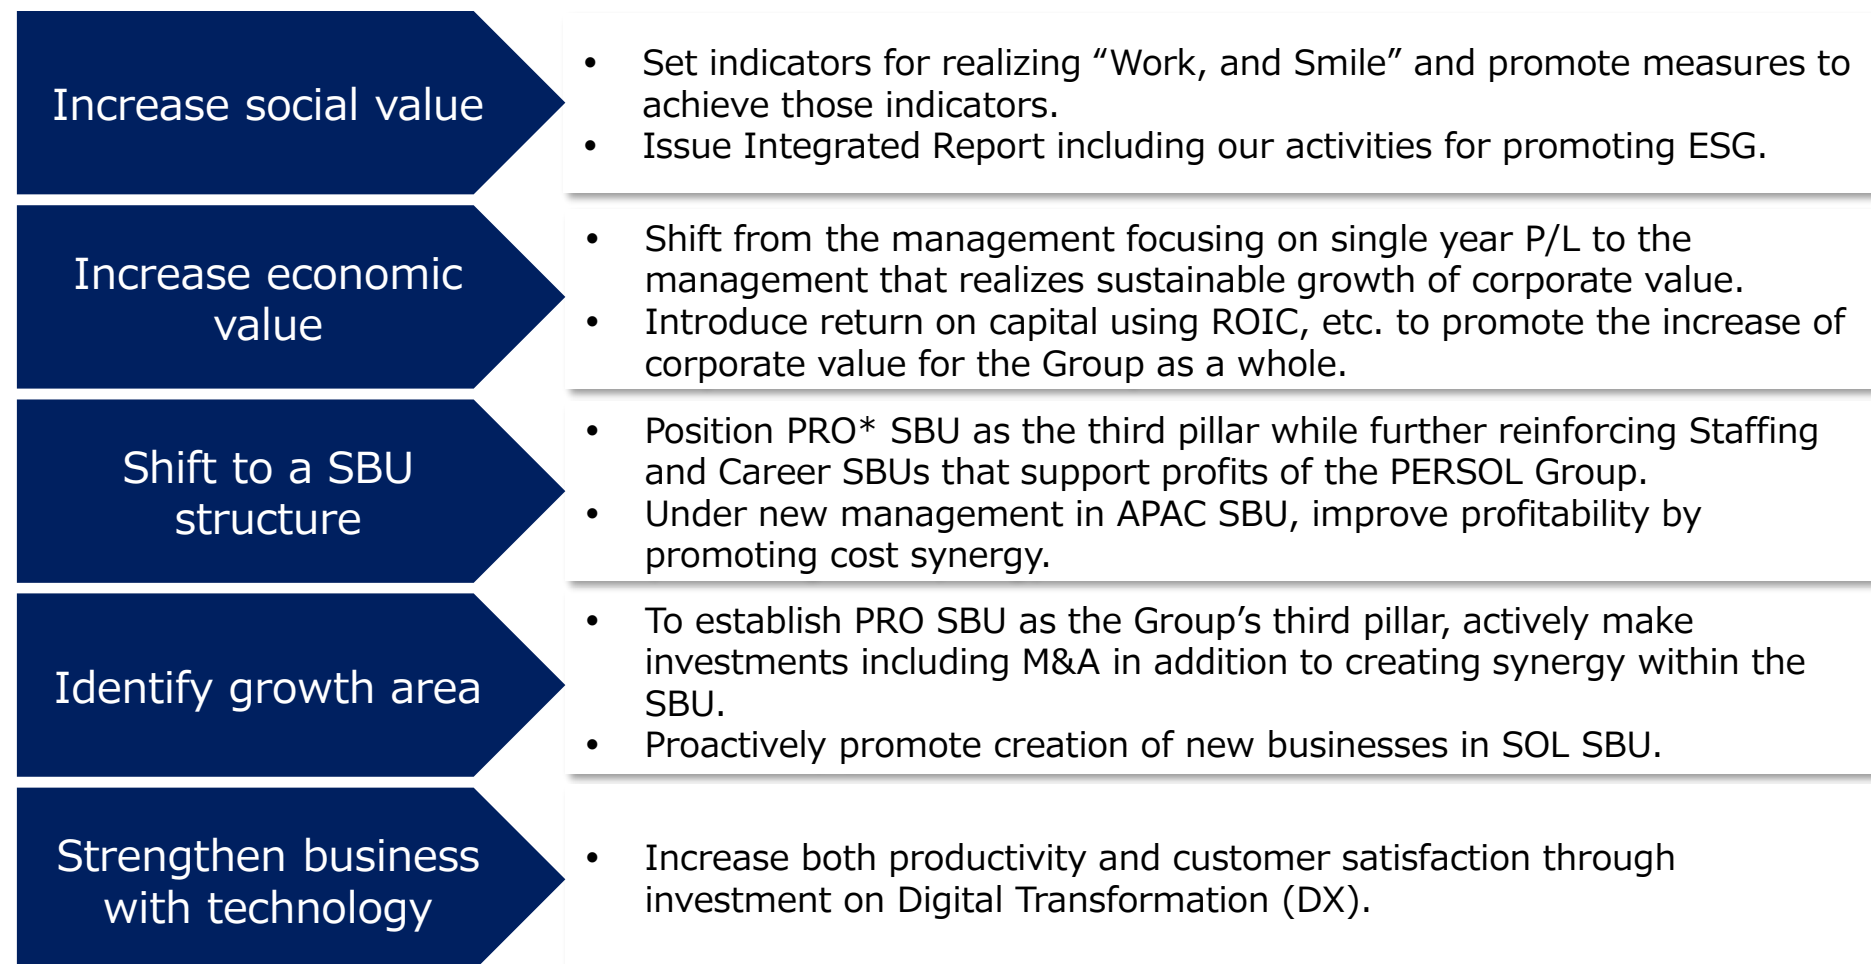 Increase social value
• Set indicators for realizing “Work, and Smile” and promote measures to
achieve those indicators.
• Issue Integrated Report including our activities for promoting ESG.
Increase economic
value
• Shift from the management focusing on single year P/L to the
management that realizes sustainable growth of corporate value.
• Introduce return on capital using ROIC, etc. to promote the increase of
corporate value for the Group as a whole.
Shift to a SBU
structure
• Position PRO* SBU as the third pillar while further reinforcing Staffing
and Career SBUs that support profits of the PERSOL Group.
• Under new management in APAC SBU, improve profitability by
promoting cost synergy.
Identify growth area
• To establish PRO SBU as the Group’s third pillar, actively make
investments including M&A in addition to creating synergy within the
SBU.
• Proactively promote creation of new businesses in SOL SBU.
Strengthen business
with technology
• Increase both productivity and customer satisfaction through
investment on Digital Transformation (DX).